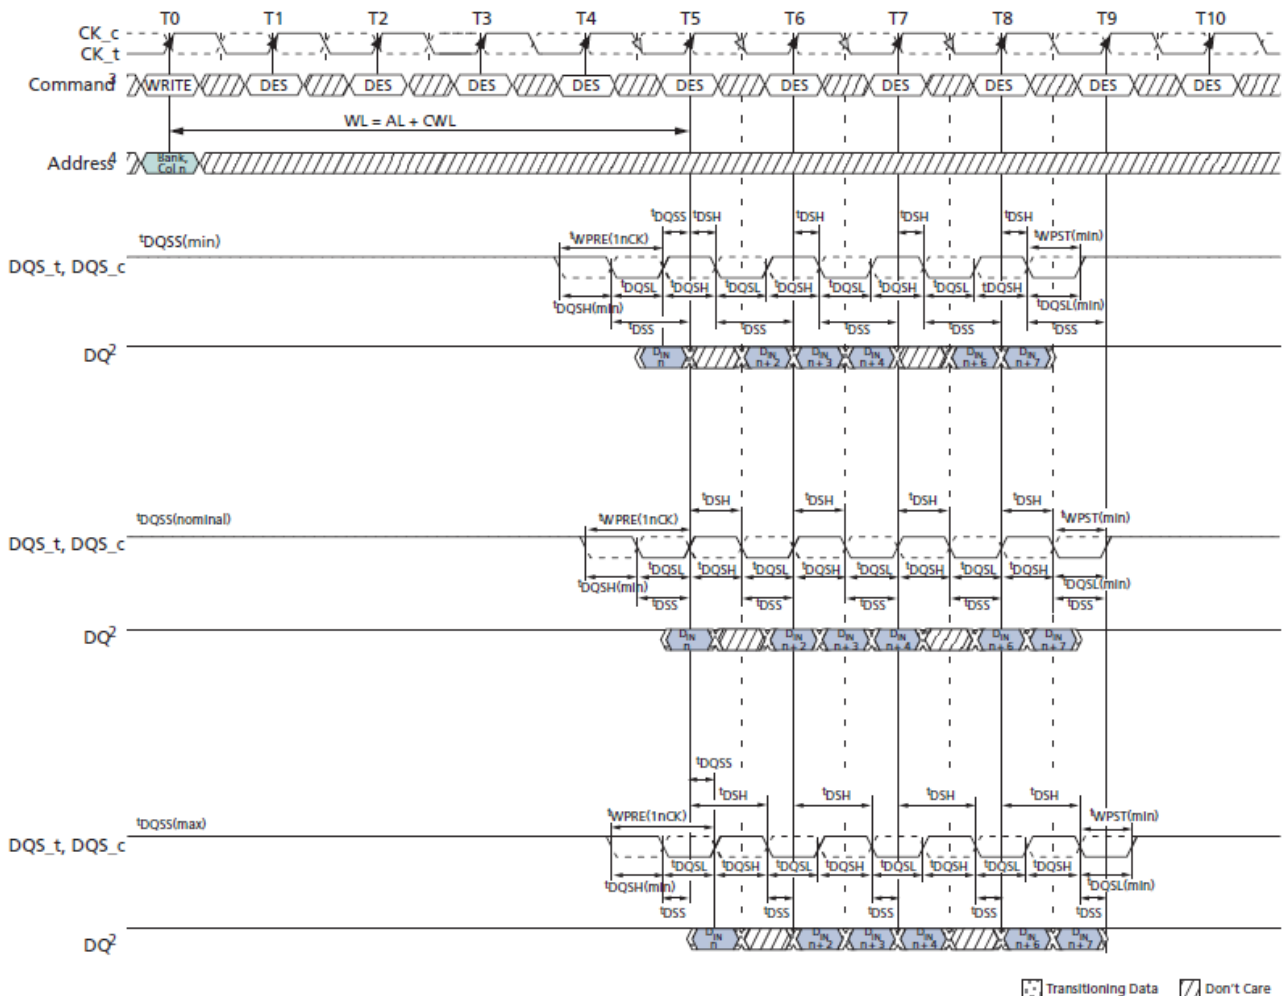 T0 T1 T2 T3 T4 T5 T6 T7 T8 T9 T10
CK_c
CK_t
Command3 WRITE DES DES DES DES DES DES DES DES DES DES
WL = AL + CWL
Address4 Bank, Col n
tDQSS tDSH tDSH tDSH tDSH
tDQSS(min) tWPRE(1nCK) tWPST(min)
DQS_t, DQS_c
tDQSL tDQSH tDQSL tDQSH tDQSL tDQSH tDQSL tDQSH
tDQSH(min) tDQSL(min)
tDSS tDSS tDSS tDSS tDSS
DQ2 DIN n DIN n + 2 DIN n + 3 DIN n + 4 DIN n + 6 DIN n + 7
tDSH tDSH tDSH tDSH
tDQSS(nominal) tWPRE(1nCK) tWPST(min)
DQS_t, DQS_c
tDQSL tDQSH tDQSL tDQSH tDQSL tDQSH tDQSL tDQSH
tDQSH(min) tDQSL(min)
tDSS tDSS tDSS tDSS tDSS
DQ2 DIN n DIN n + 2 DIN n + 3 DIN n + 4 DIN n + 6 DIN n + 7
tDQSS
tDSH tDSH tDSH tDSH
tDQSS(max) tWPRE(1nCK) tWPST(min)
DQS_t, DQS_c
tDQSL tDQSH tDQSL tDQSH tDQSL tDQSH tDQSL tDQSH
tDQSH(min) tDQSL(min)
tDSS tDSS tDSS tDSS tDSS
DQ2 DIN n DIN n + 2 DIN n + 3 DIN n + 4 DIN n + 6 DIN n + 7
Transitioning Data Don't Care